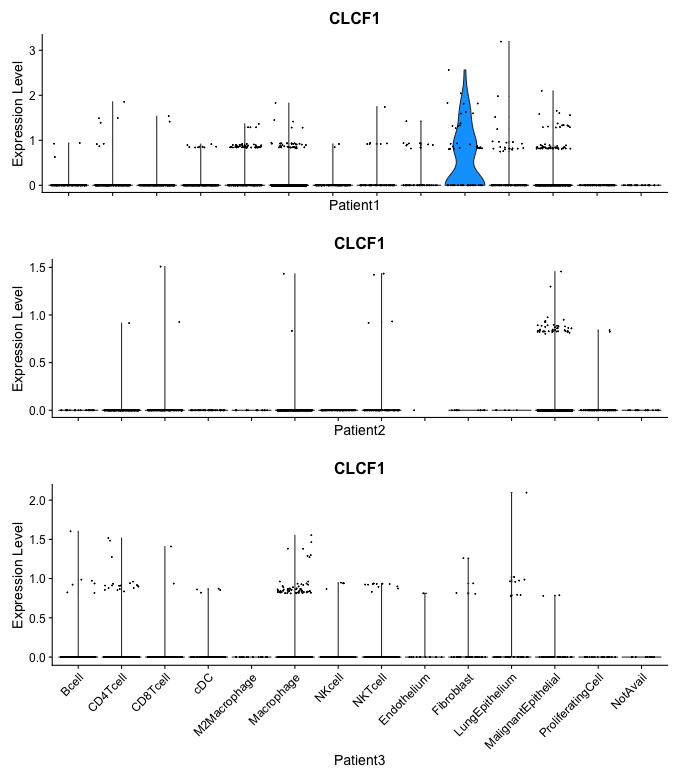 CLCF1
Expression Level
3
2
1
0
Patient1
CLCF1
Expression Level
1.5
1.0
0.5
0.0
Patient2
CLCF1
Expression Level
2.0
1.5
1.0
0.5
0.0
Bcell
CD4Tcell
CD8Tcell
cDC
M2Macrophage
Macrophage
NKcell
NKTcell
Endothelium
Fibroblast
LungEpithelium
MalignantEpithelial
ProliferatingCell
NotAvail
Patient3